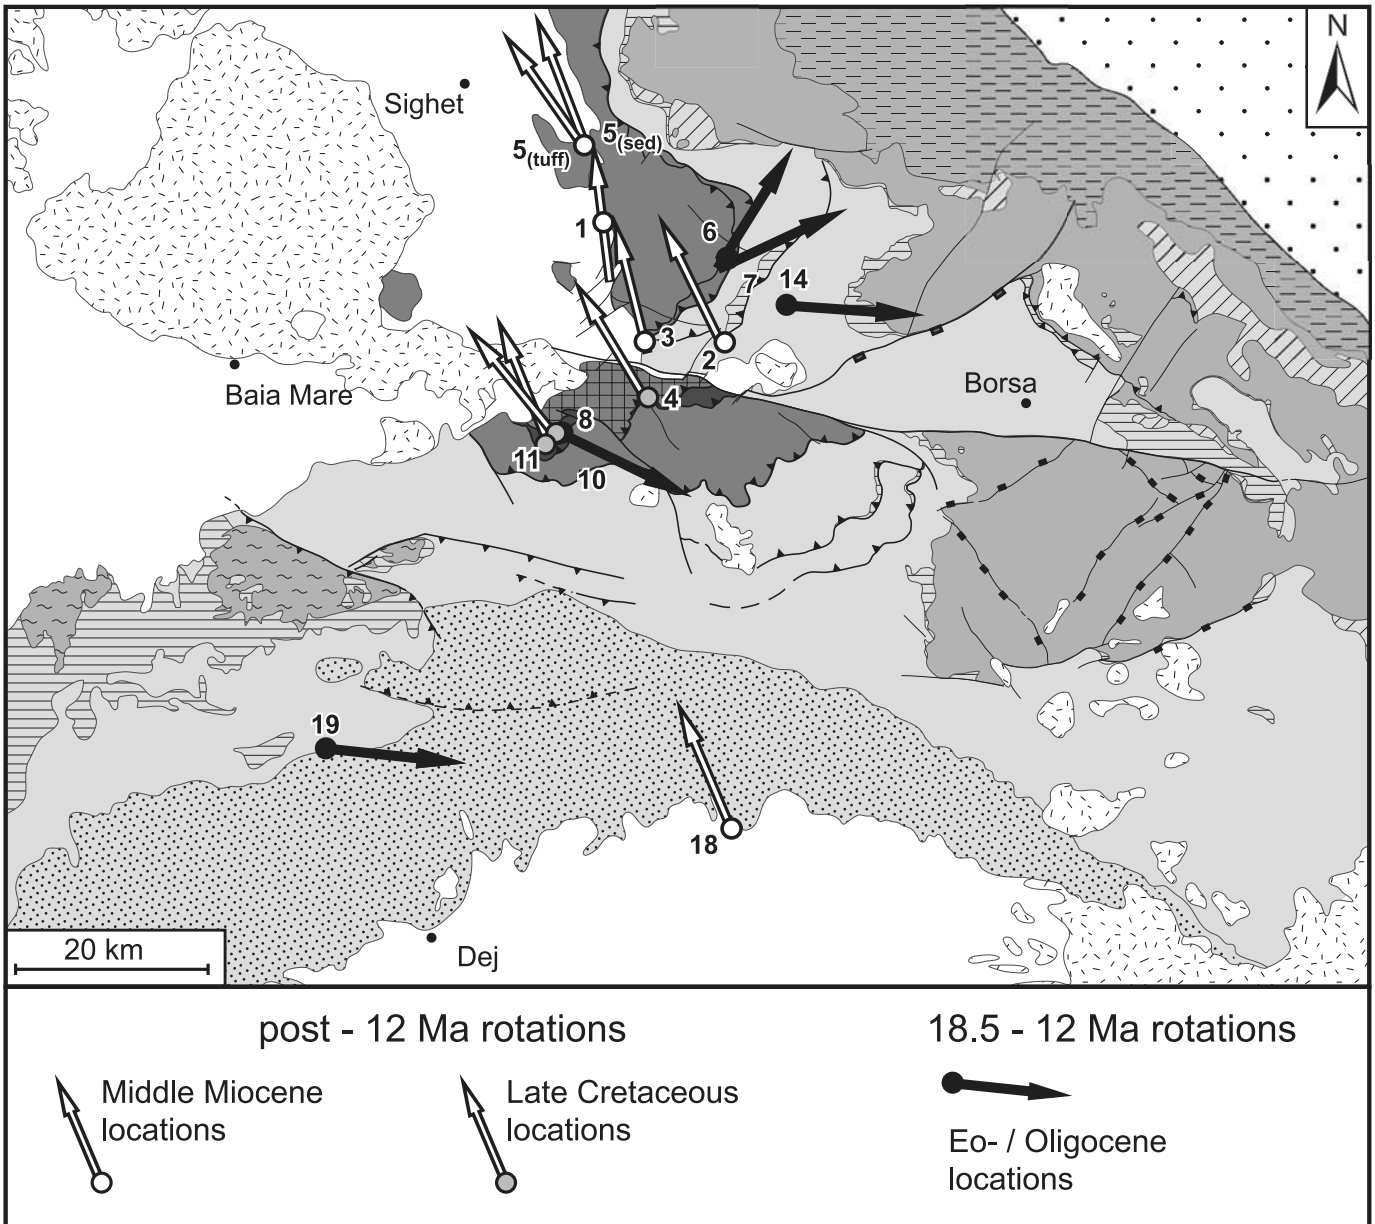 N
Sighet
5(tuff)
5(sed)
1
6
7
14
3
2
Baia Mare
Borsa
4
8
11
10
19
18
20 km
Dej
post - 12 Ma rotations
18.5 - 12 Ma rotations
Middle Miocene
locations
Late Cretaceous
locations
Eo- / Oligocene
locations